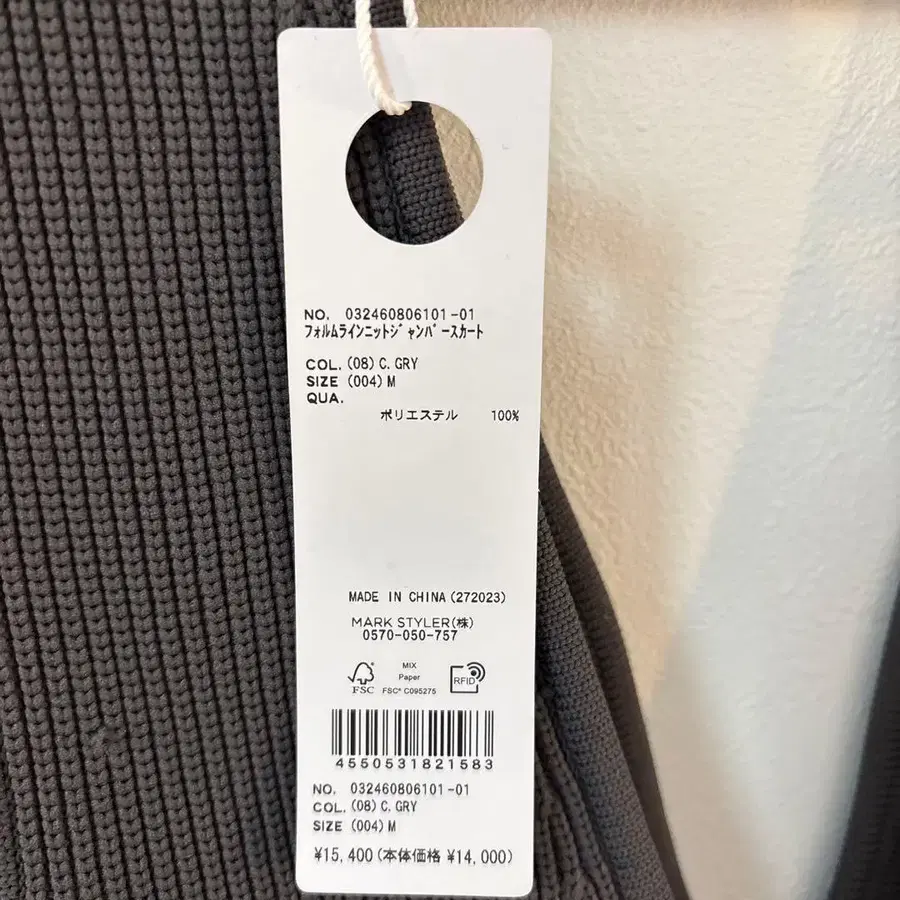 NO. 032460806101-01
フォルムラインニットジャンパースカート
COL. (08) C. GRY
SIZE (004) M
QUA.
ポリエステル 100%
MADE IN CHINA (272023)
MARK STYLER(株)
0570-050-757
MIX
Paper
FSC
FSC® C095275
RFID
4550531821583
NO. 032460806101-01
COL. (08) C. GRY
SIZE (004) M
¥15,400 (本体価格 ¥14,000)